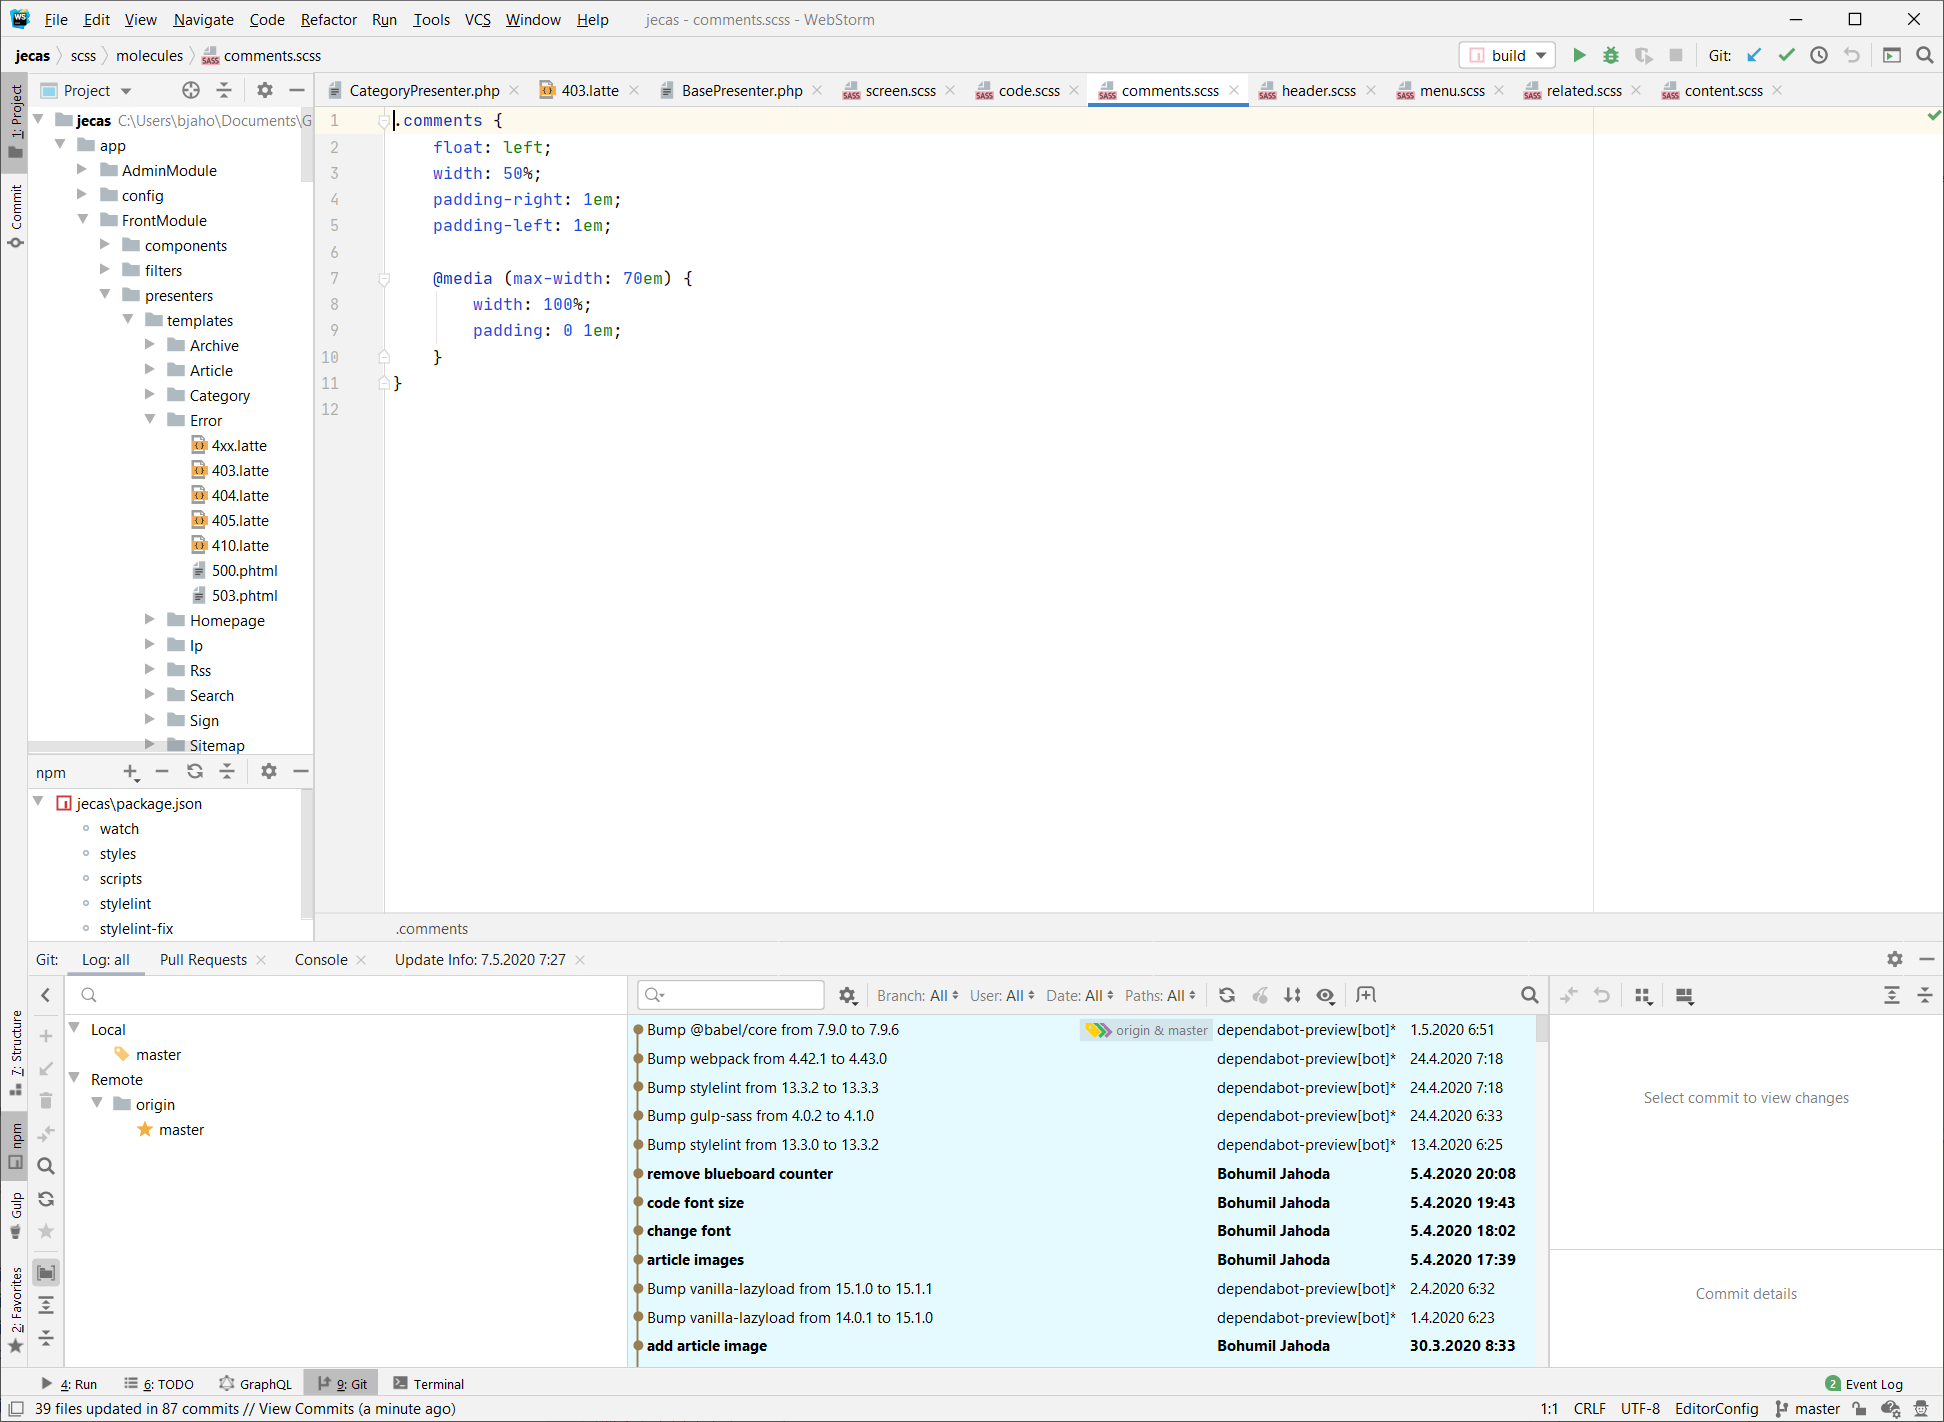 File Edit View Navigate Code Refactor Run Tools VCS Window Help jecas - comments.scss - WebStorm
jecas scss molecules comments.scss build Git:
Project CategoryPresenter.php 403.latte BasePresenter.php screen.scss code.scss comments.scss header.scss menu.scss related.scss content.scss
1: Project
Commit
7: Structure
npm
Gulp
2: Favorites
jecas C:\Users\bjaho\Documents\G
app
AdminModule
config
FrontModule
components
filters
presenters
templates
Archive
Article
Category
Error
4xx.latte
403.latte
404.latte
405.latte
410.latte
500.phtml
503.phtml
Homepage
Ip
Rss
Search
Sign
Sitemap
npm
jecas\package.json
watch
styles
scripts
stylelint
stylelint-fix
1 .comments {
2 float: left;
3 width: 50%;
4 padding-right: 1em;
5 padding-left: 1em;
6
7 @media (max-width: 70em) {
8 width: 100%;
9 padding: 0 1em;
10 }
11 }
12
.comments
Git: Log: all Pull Requests Console Update Info: 7.5.2020 7:27
Local
master
Remote
origin
master
Branch: All User: All Date: All Paths: All
Bump @babel/core from 7.9.0 to 7.9.6 origin & master dependabot-preview[bot]* 1.5.2020 6:51
Bump webpack from 4.42.1 to 4.43.0 dependabot-preview[bot]* 24.4.2020 7:18
Bump stylelint from 13.3.2 to 13.3.3 dependabot-preview[bot]* 24.4.2020 7:18
Bump gulp-sass from 4.0.2 to 4.1.0 dependabot-preview[bot]* 24.4.2020 6:33
Bump stylelint from 13.3.0 to 13.3.2 dependabot-preview[bot]* 13.4.2020 6:25
remove blueboard counter Bohumil Jahoda 5.4.2020 20:08
code font size Bohumil Jahoda 5.4.2020 19:43
change font Bohumil Jahoda 5.4.2020 18:02
article images Bohumil Jahoda 5.4.2020 17:39
Bump vanilla-lazyload from 15.1.0 to 15.1.1 dependabot-preview[bot]* 2.4.2020 6:32
Bump vanilla-lazyload from 14.0.1 to 15.1.0 dependabot-preview[bot]* 1.4.2020 6:23
add article image Bohumil Jahoda 30.3.2020 8:33
Select commit to view changes
Commit details
4: Run 6: TODO GraphQL 9: Git Terminal 2 Event Log
39 files updated in 87 commits // View Commits (a minute ago) 1:1 CRLF UTF-8 EditorConfig master